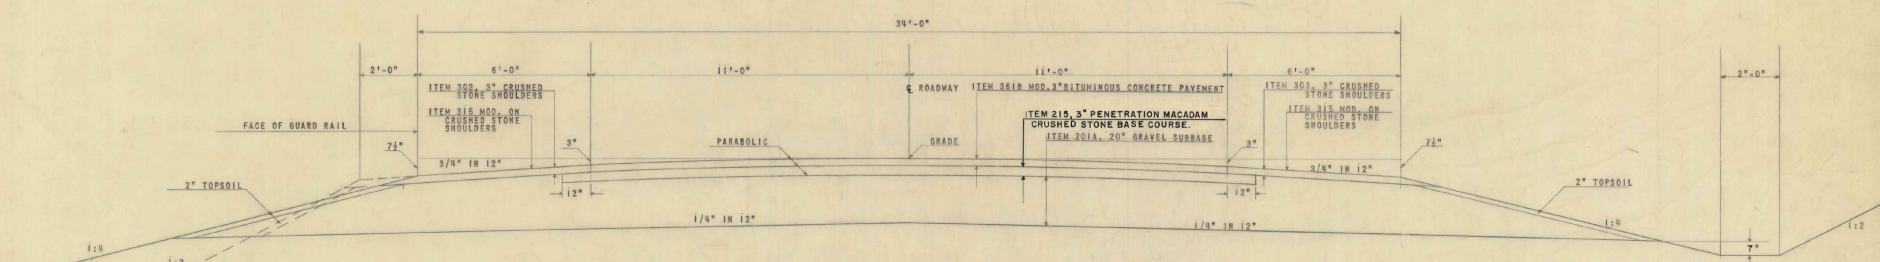 34'-0"
2'-0"
6'-0"
11'-0"
11'-0"
6'-0"
2'-0"
ITEM 303, 3" CRUSHED
STONE SHOULDERS
℄ ROADWAY
ITEM 361B MOD. 3" BITUMINOUS CONCRETE PAVEMENT
ITEM 303, 3" CRUSHED
STONE SHOULDERS
ITEM 315 MOD. ON
CRUSHED STONE
SHOULDERS
ITEM 215, 3" PENETRATION MACADAM
CRUSHED STONE BASE COURSE.
ITEM 315 MOD. ON
CRUSHED STONE
SHOULDERS
FACE OF GUARD RAIL
ITEM 201A, 20" GRAVEL SUBBASE
7½"
3"
PARABOLIC
GRADE
3"
7½"
3/4" IN 12"
3/4" IN 12"
2" TOPSOIL
12"
12"
2" TOPSOIL
1/4" IN 12"
1/4" IN 12"
1:4
1:4
1:2
1:4
7"